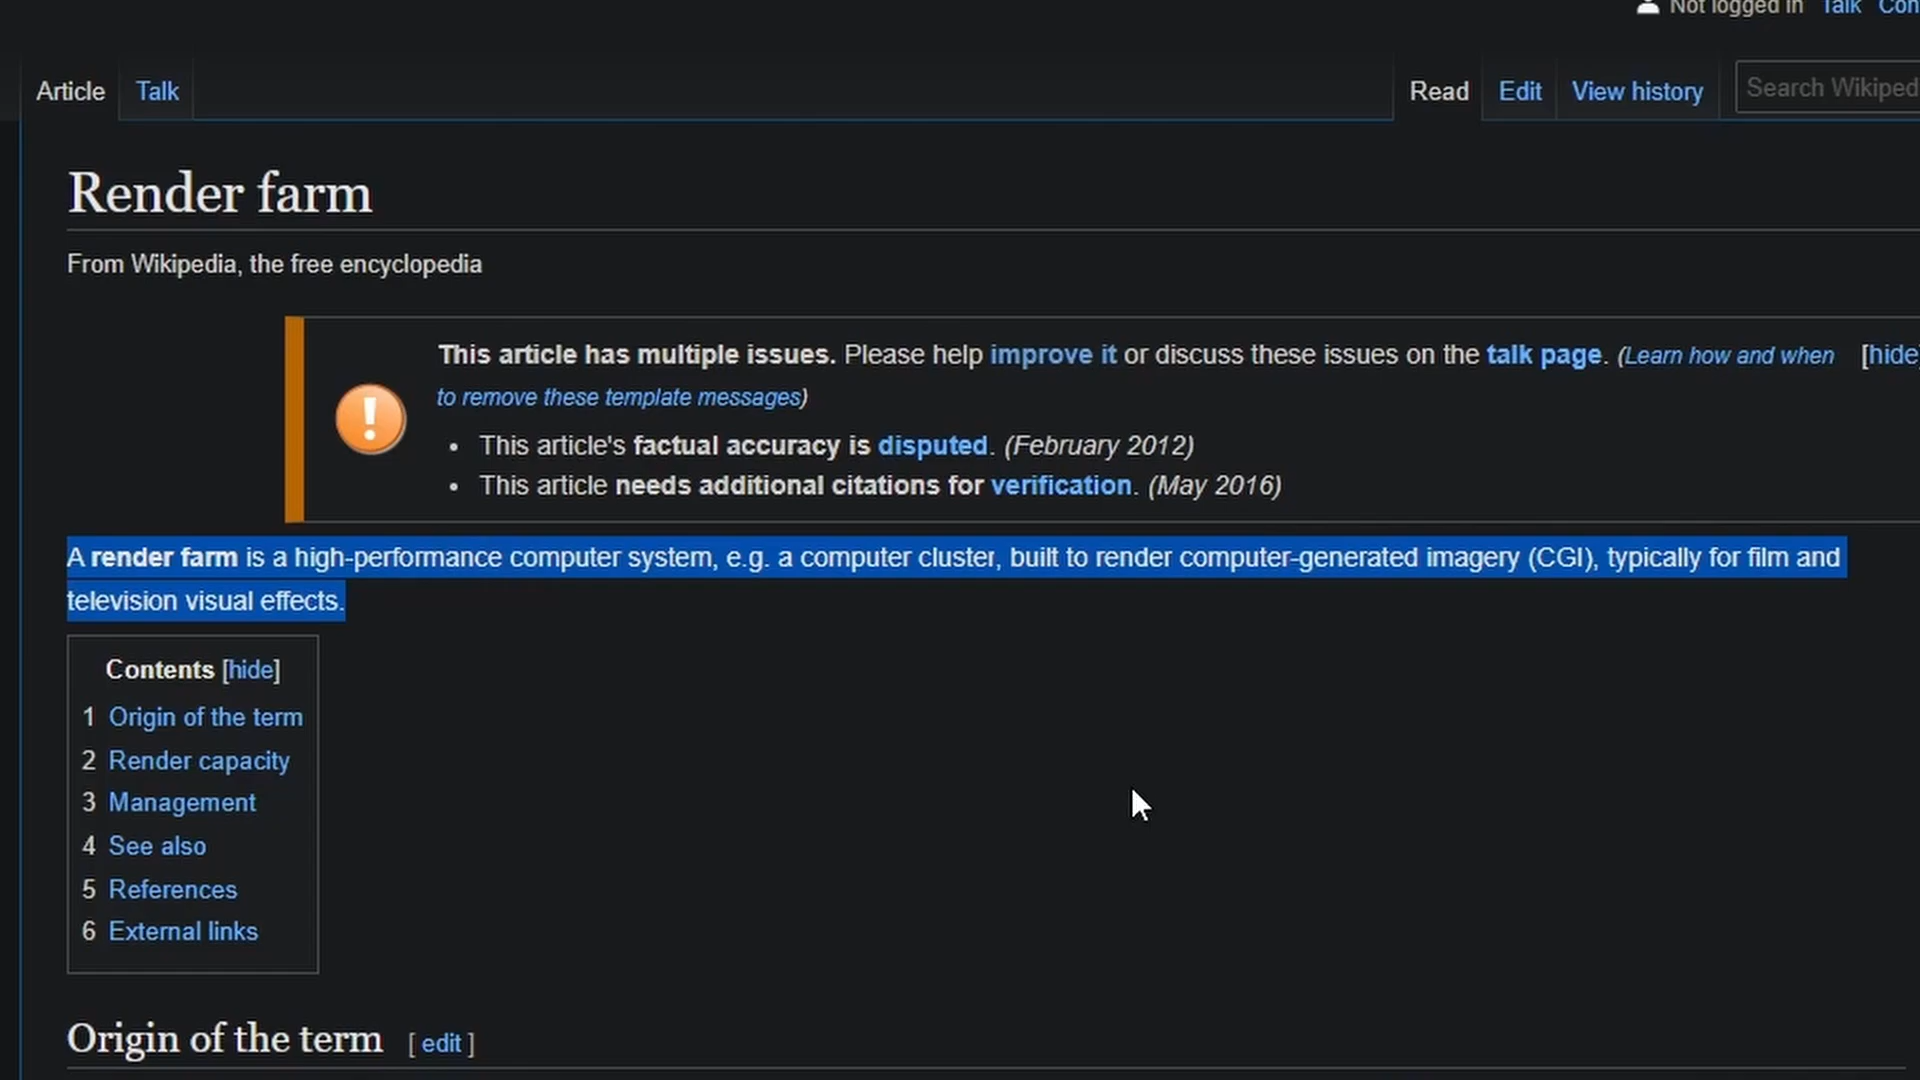 Not logged in Talk
Article Talk Read Edit View history Search Wikiped
Render farm
From Wikipedia, the free encyclopedia
This article has multiple issues. Please help improve it or discuss these issues on the talk page. (Learn how and when [hide]
to remove these template messages)
• This article's factual accuracy is disputed. (February 2012)
• This article needs additional citations for verification. (May 2016)
A render farm is a high-performance computer system, e.g. a computer cluster, built to render computer-generated imagery (CGI), typically for film and
television visual effects.
Contents [hide]
1 Origin of the term
2 Render capacity
3 Management
4 See also
5 References
6 External links
Origin of the term [ edit ]